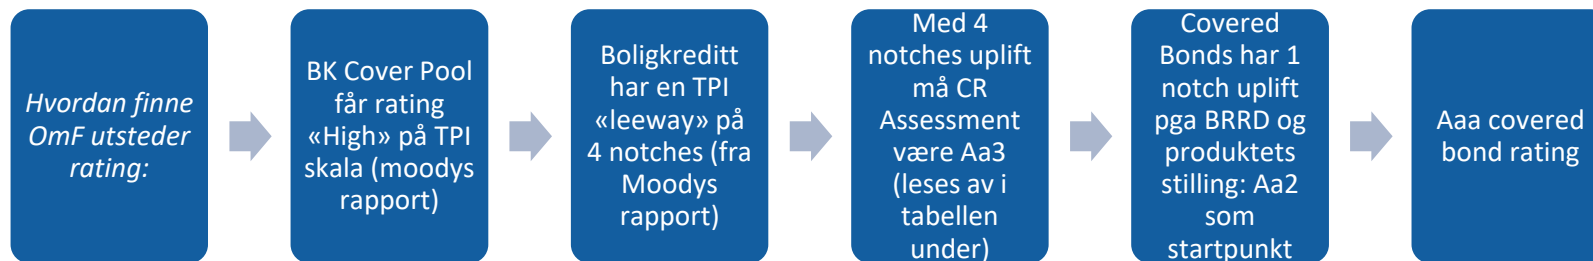 Hvordan finne
OmF utsteder
rating:
BK Cover Pool
får rating
«High» på TPI
skala (moodys
rapport)
Boligkreditt
har en TPI
«leeway» på
4 notches (fra
Moodys
rapport)
Med 4
notches uplift
må CR
Assessment
være Aa3
(leses av i
tabellen
under)
Covered
Bonds har 1
notch uplift
pga BRRD og
produktets
stilling: Aa2
som
startpunkt
Aaa covered
bond rating